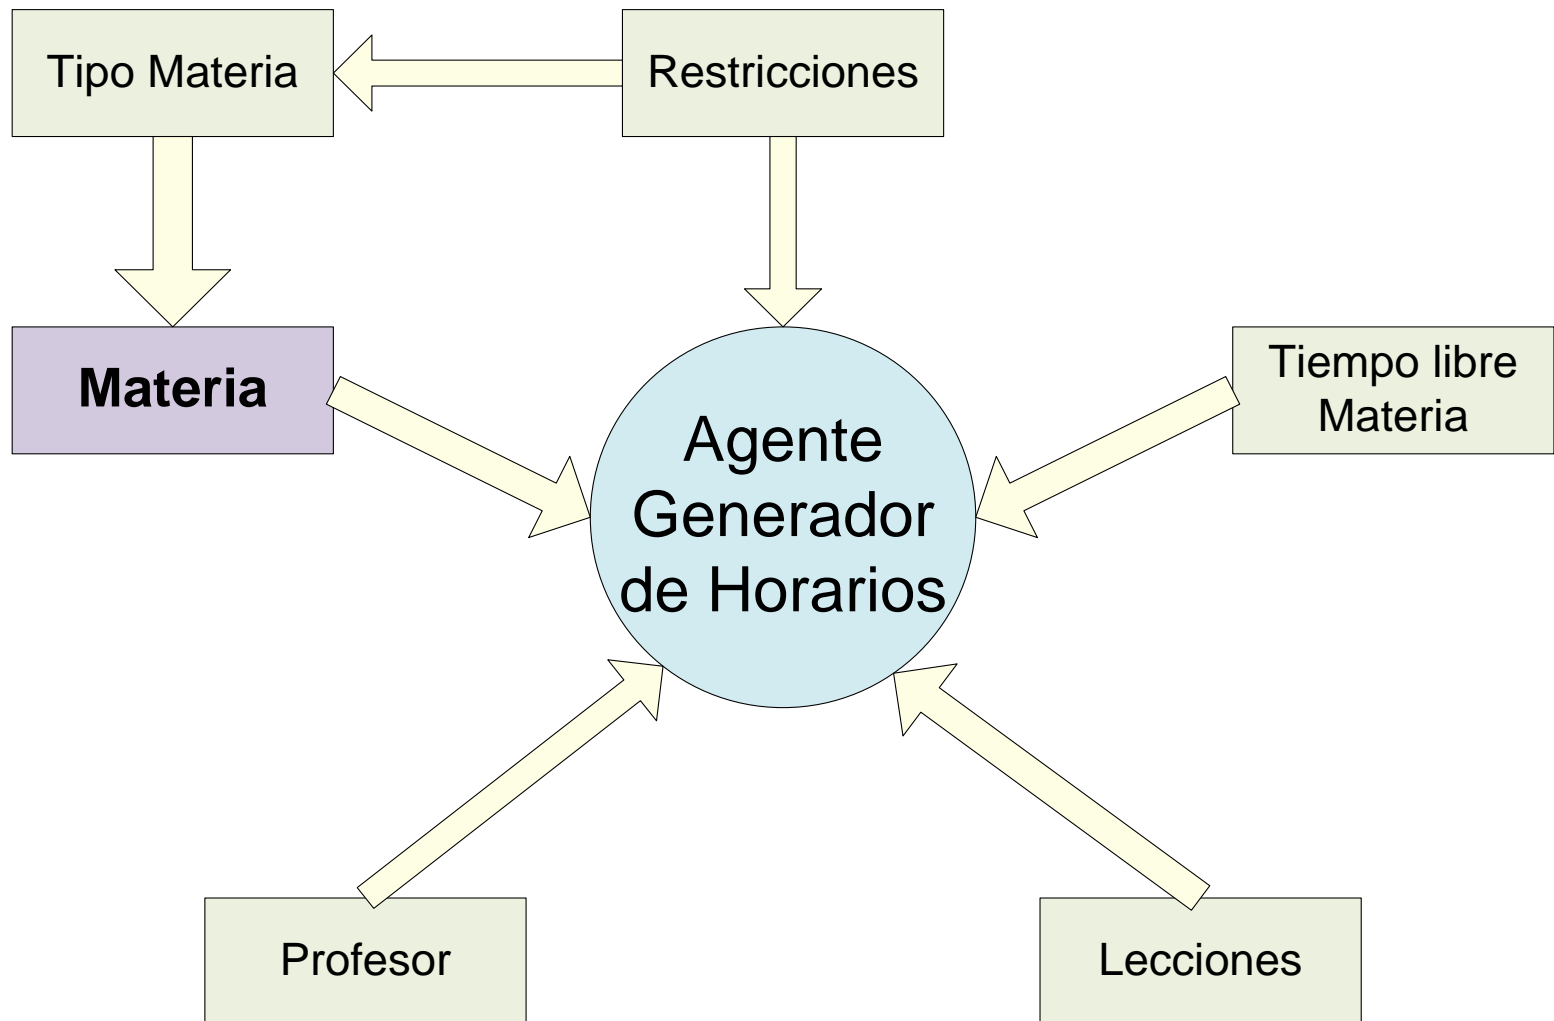 Tipo Materia
Restricciones
Materia
Tiempo libre
Materia
Agente
Generador
de Horarios
Profesor
Lecciones